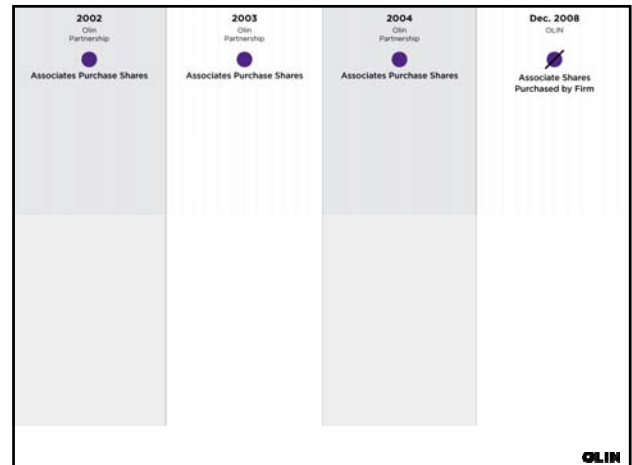 2002
Olin
Partnership
Associates Purchase Shares
2003
Olin
Partnership
Associates Purchase Shares
2004
Olin
Partnership
Associates Purchase Shares
Dec. 2008
OLIN
Associate Shares
Purchased by Firm
OLIN